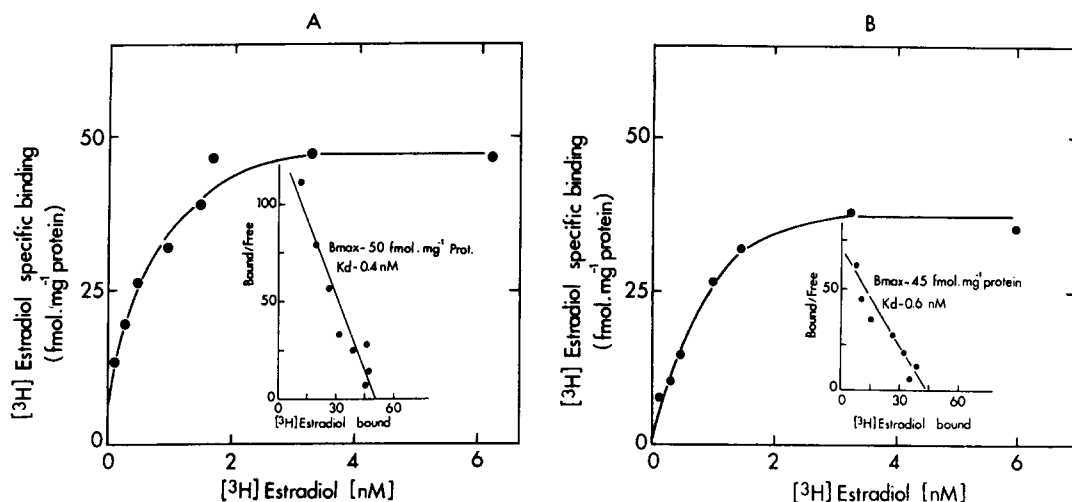 A
[³H] Estradiol specific binding
(fmol.mg⁻¹ protein)
50
25
0
0 2 4 6
[³H] Estradiol [nM]
Bound/Free
100
50
0
0 30 60
[³H]Estradiol bound
Bmax-50 fmol.mg⁻¹ Prot.
Kd-0.4 nM
B
[³H] Estradiol specific binding
(fmol.mg⁻¹ protein)
50
25
0
0 2 4 6
[³H] Estradiol [nM]
Bound/Free
50
0
0 30 60
[³H]Estradiol bound
Bmax-45 fmol.mg⁻¹ protein
Kd-0.6 nM